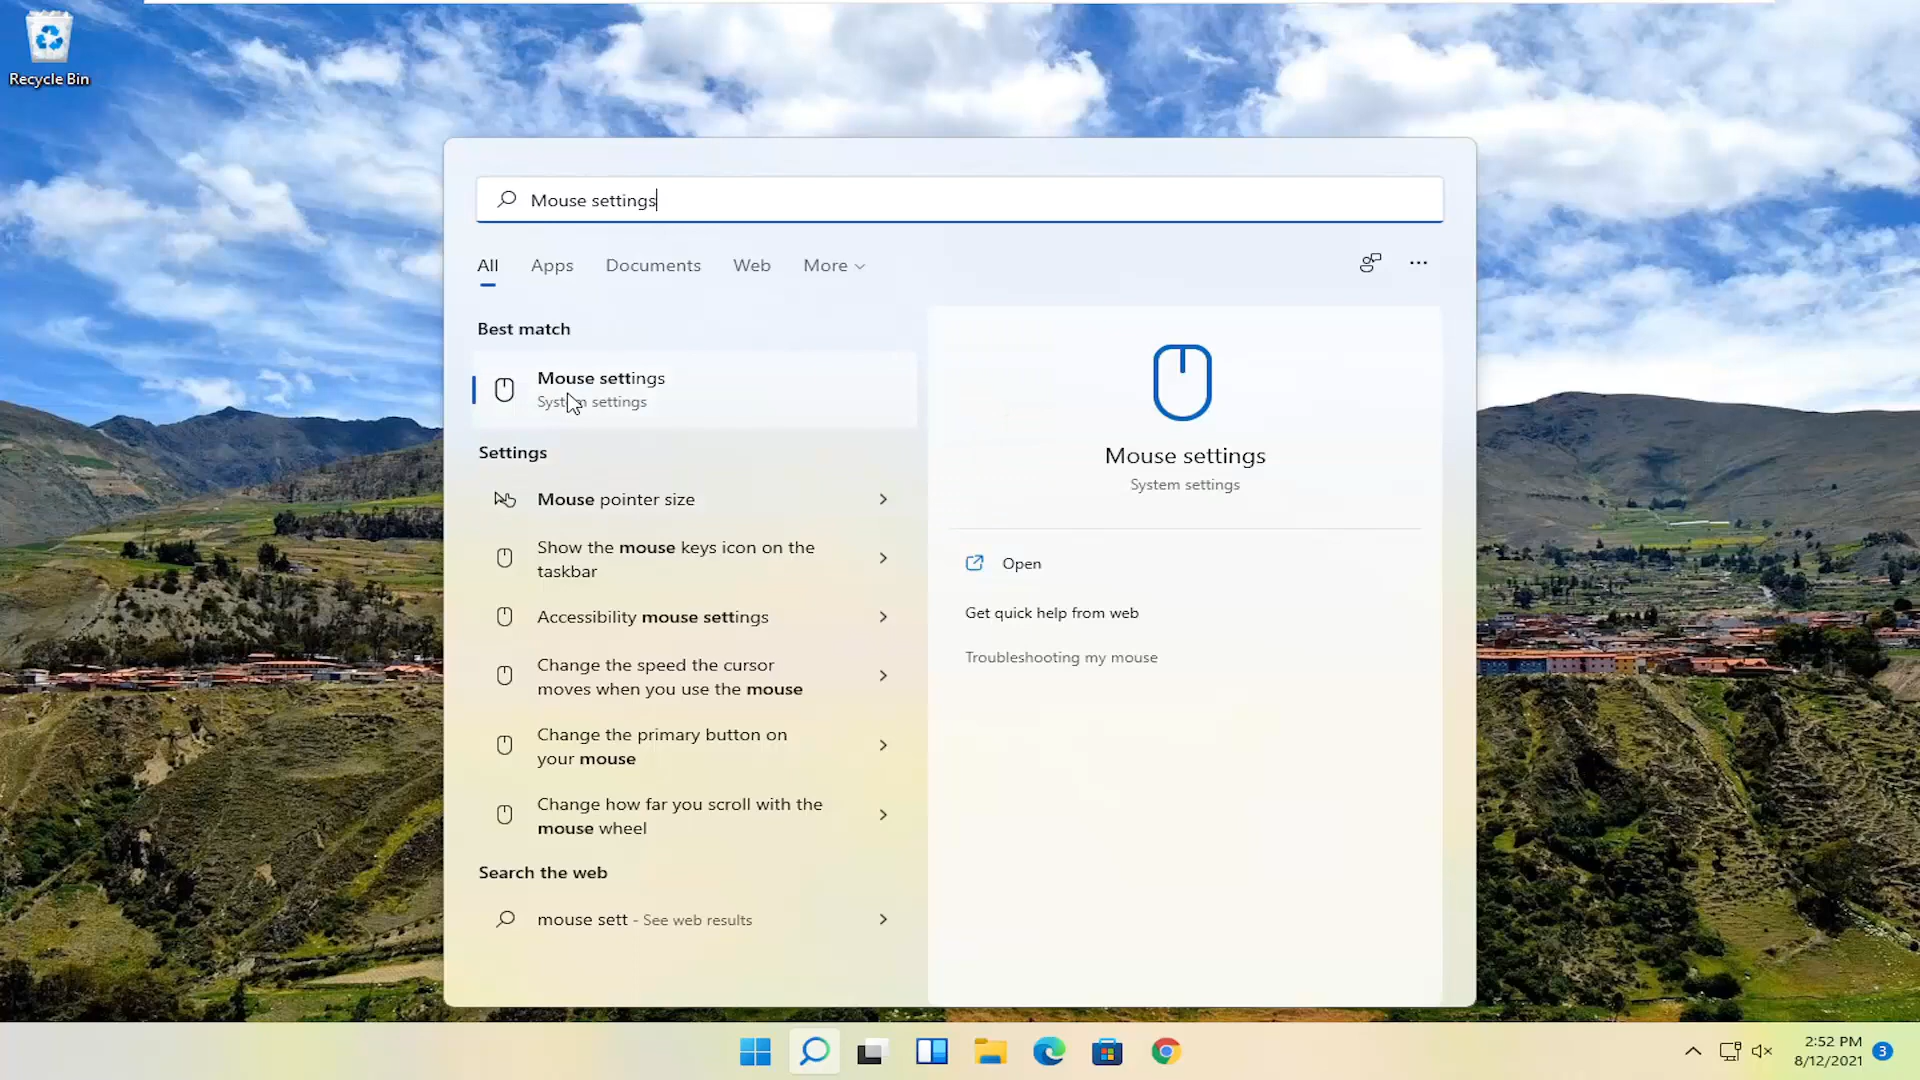 Recycle Bin
Mouse settings
All
Apps
Documents
Web
More
Best match
Mouse settings
System settings
Settings
Mouse pointer size
Show the mouse keys icon on the
taskbar
Accessibility mouse settings
Change the speed the cursor
moves when you use the mouse
Change the primary button on
your mouse
Change how far you scroll with the
mouse wheel
Search the web
mouse sett - See web results
Mouse settings
System settings
Open
Get quick help from web
Troubleshooting my mouse
2:52 PM
8/12/2021
3